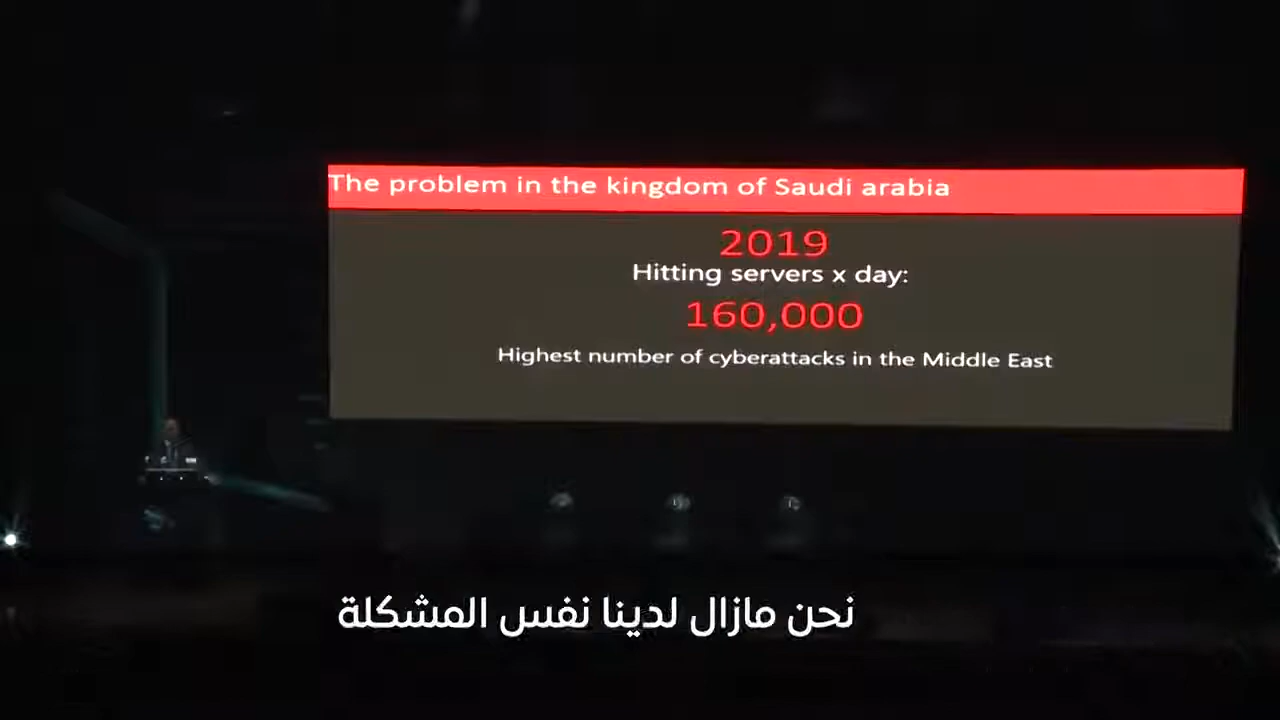 The problem in the kingdom of Saudi arabia
2019
Hitting servers x day:
160,000
Highest number of cyberattacks in the Middle East
نحن مازال لدينا نفس المشكلة